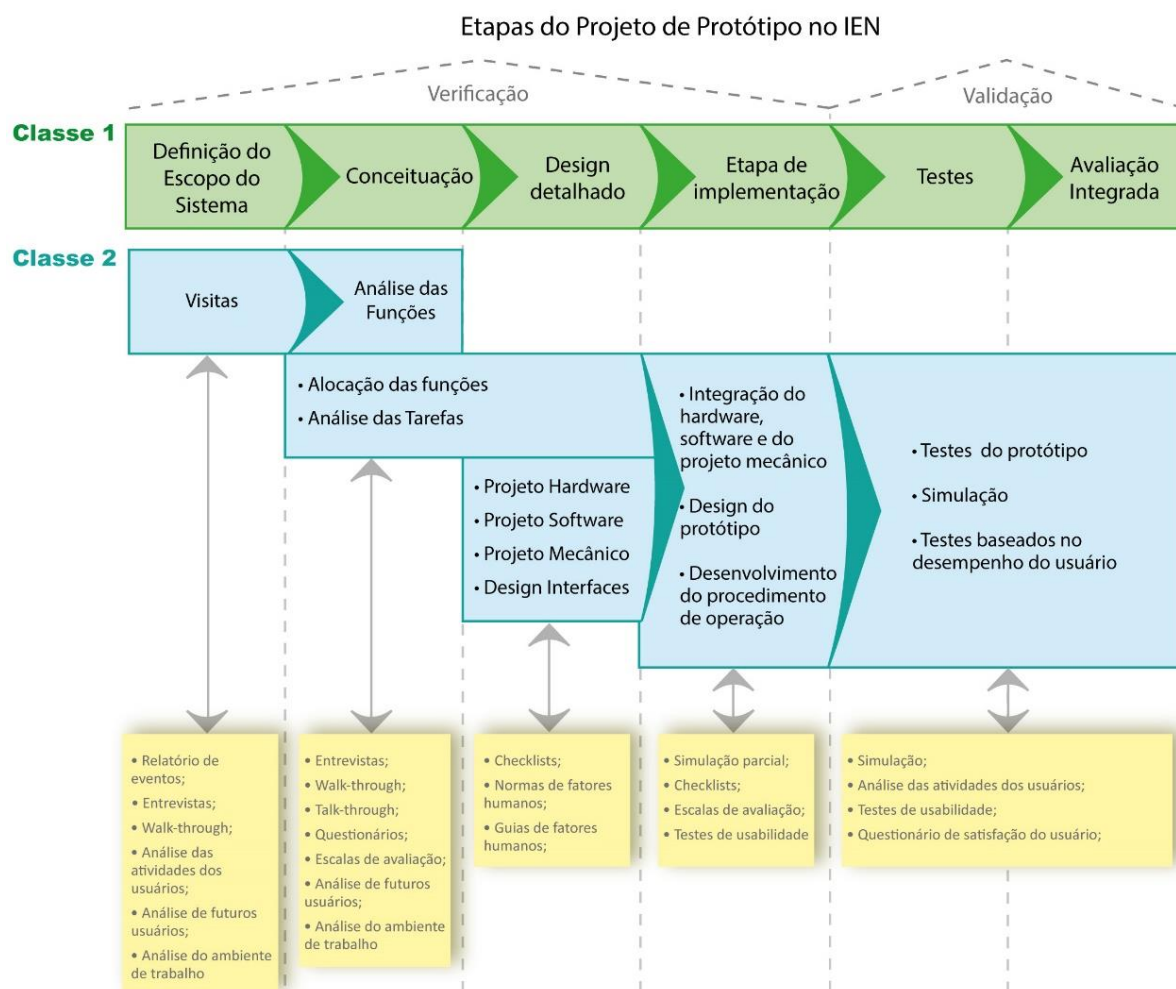 Etapas do Projeto de Protótipo no IEN
Verificação
Validação
Classe 1
Definição do
Escopo do
Sistema
Conceituação
Design
detalhado
Etapa de
implementação
Testes
Avaliação
Integrada
Classe 2
Visitas
Análise das
Funções
• Alocação das funções
• Análise das Tarefas
• Projeto Hardware
• Projeto Software
• Projeto Mecânico
• Design Interfaces
• Integração do
hardware,
software e do
projeto mecânico
• Design do
protótipo
• Desenvolvimento
do procedimento
de operação
• Testes do protótipo
• Simulação
• Testes baseados no
desempenho do usuário
• Relatório de
eventos;
• Entrevistas;
• Walk-through;
• Análise das
atividades dos
usuários;
• Análise de futuros
usuários;
• Análise do ambiente
de trabalho
• Entrevistas;
• Walk-through;
• Talk-through;
• Questionários;
• Escalas de avaliação;
• Análise de futuros
usuários;
• Análise do ambiente
de trabalho
• Checklists;
• Normas de fatores
humanos;
• Guias de fatores
humanos;
• Simulação parcial;
• Checklists;
• Escalas de avaliação;
• Testes de usabilidade
• Simulação;
• Análise das atividades dos usuários;
• Testes de usabilidade;
• Questionário de satisfação do usuário;